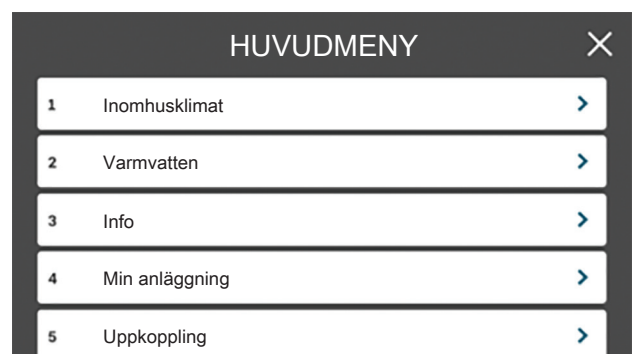 HUVUDMENY
1 Inomhusklimat
2 Varmvatten
3 Info
4 Min anläggning
5 Uppkoppling